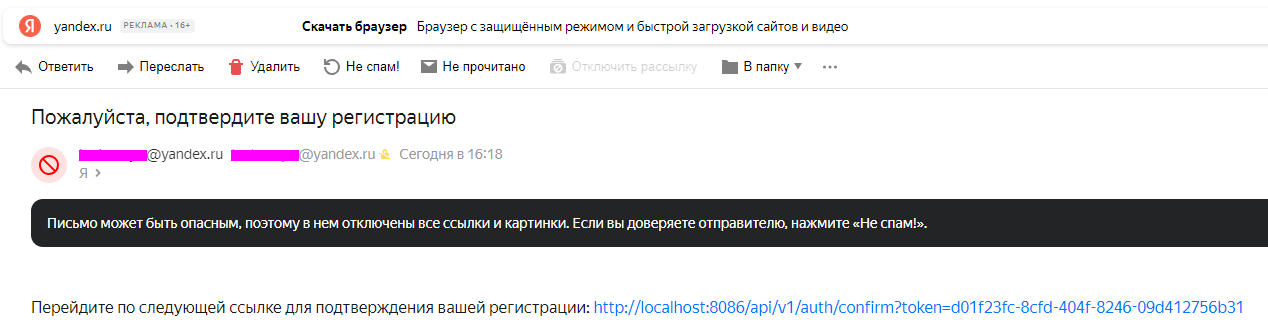 Я yandex.ru РЕКЛАМА • 16+ Скачать браузер Браузер с защищённым режимом и быстрой загрузкой сайтов и видео
Ответить Переслать Удалить Не спам! Не прочитано Отключить рассылку В папку
Пожалуйста, подтвердите вашу регистрацию
@yandex.ru @yandex.ru Сегодня в 16:18
Я
Письмо может быть опасным, поэтому в нем отключены все ссылки и картинки. Если вы доверяете отправителю, нажмите «Не спам!».
Перейдите по следующей ссылке для подтверждения вашей регистрации: http://localhost:8086/api/v1/auth/confirm?token=d01f23fc-8cfd-404f-8246-09d412756b31